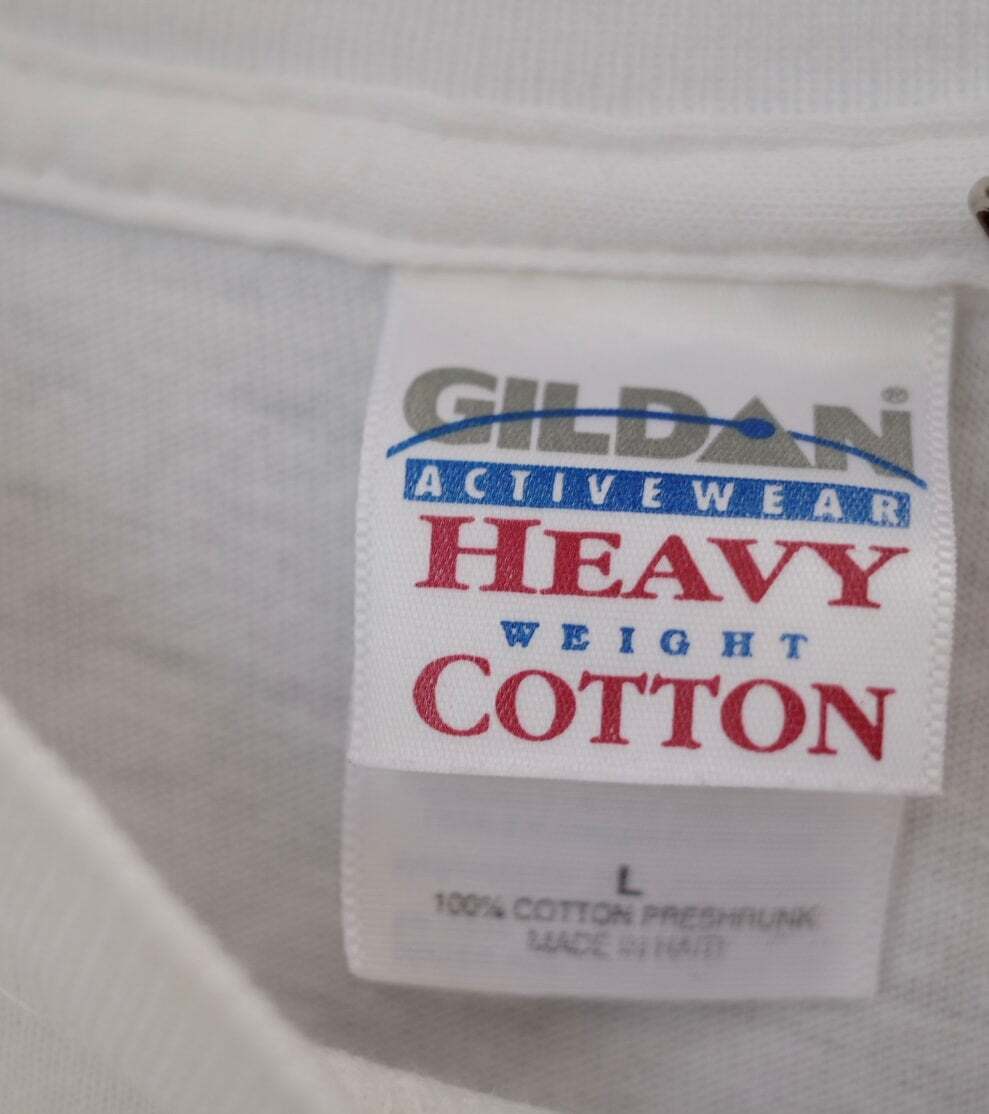 GILDAN®
ACTIVEWEAR
HEAVY
WEIGHT
COTTON
L
100% COTTON PRESHRUNK
MADE IN HAITI